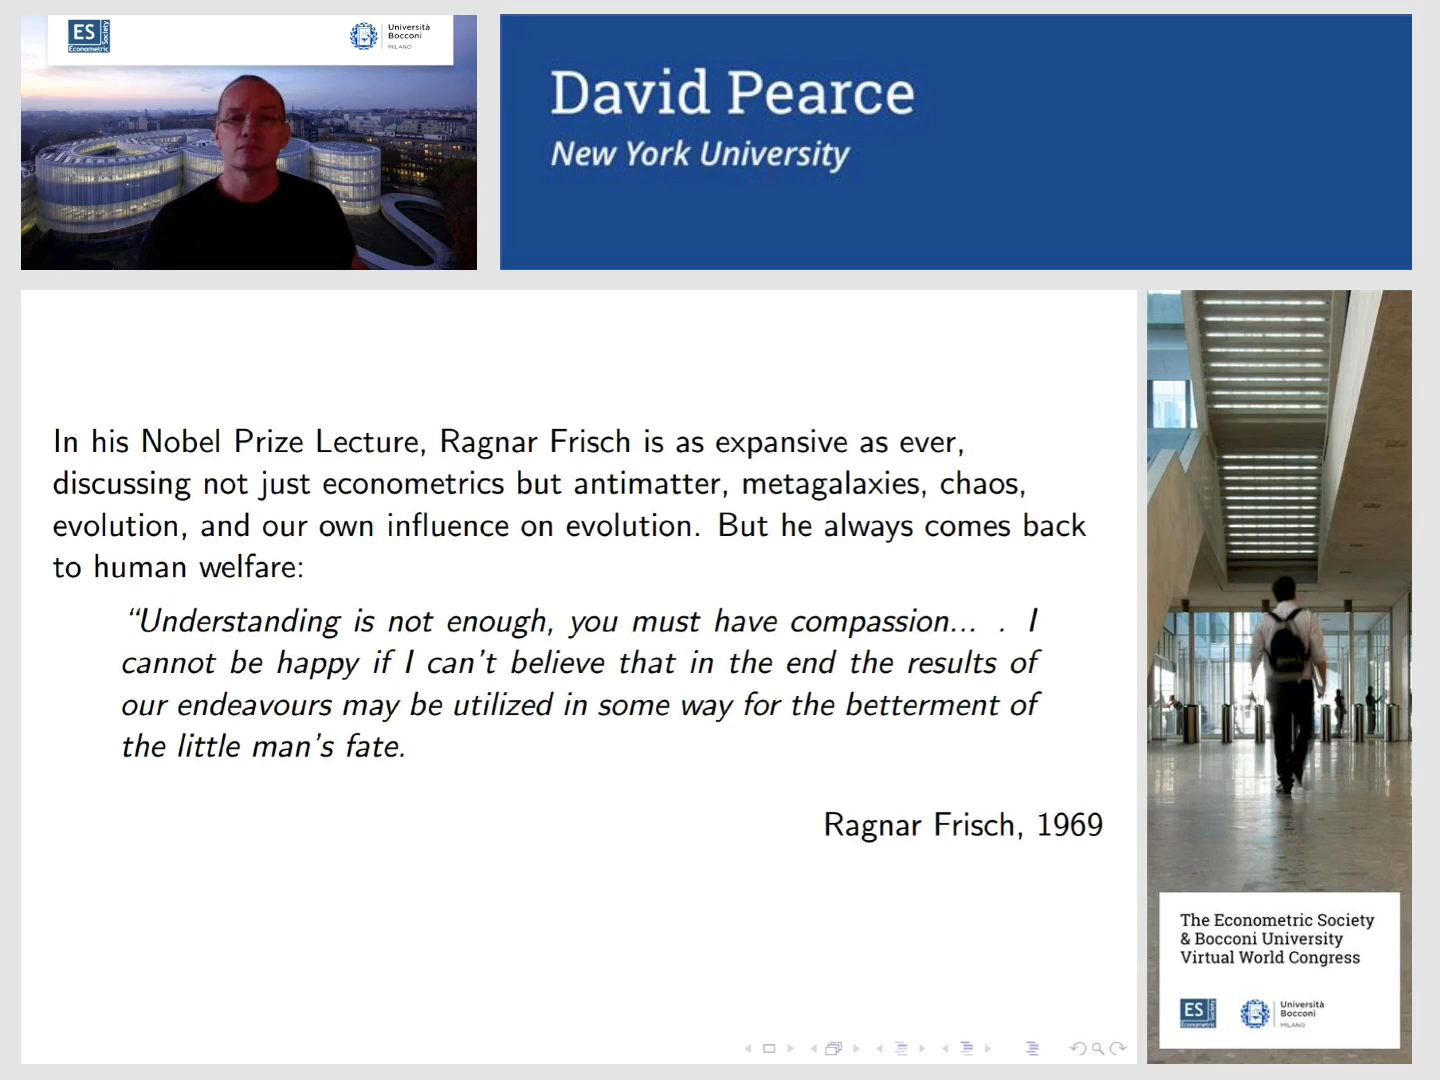 ES
Econometric
Society
Università
Bocconi
MILANO
David Pearce
New York University
In his Nobel Prize Lecture, Ragnar Frisch is as expansive as ever,
discussing not just econometrics but antimatter, metagalaxies, chaos,
evolution, and our own influence on evolution. But he always comes back
to human welfare:
“Understanding is not enough, you must have compassion... . I
cannot be happy if I can’t believe that in the end the results of
our endeavours may be utilized in some way for the betterment of
the little man’s fate.
Ragnar Frisch, 1969
The Econometric Society
& Bocconi University
Virtual World Congress
ES
Econometric
Society
Università
Bocconi
MILANO